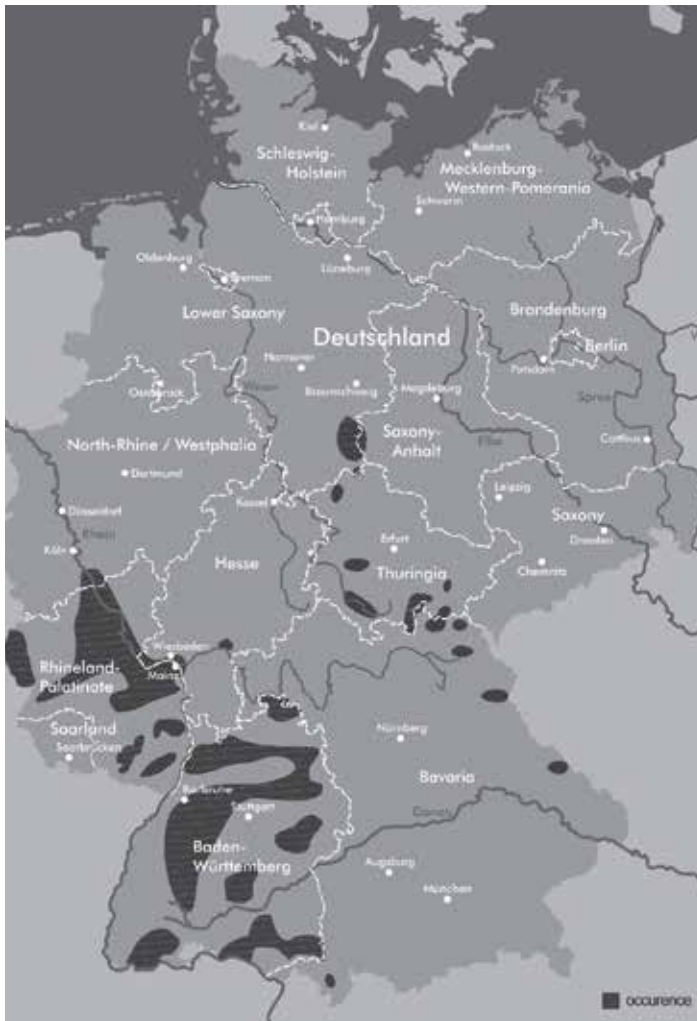 Kiel
Rostock
Schleswig-
Holstein
Mecklenburg-
Western-Pomerania
Schwerin
Hamburg
Oldenburg
Lüneburg
Bremen
Lower Saxony
Brandenburg
Deutschland
Berlin
Hannover
Potsdam
Osnabrück
Weser
Braunschweig
Magdeburg
Spree
North-Rhine / Westphalia
Saxony-
Anhalt
Elbe
Cottbus
Dortmund
Leipzig
Kassel
Düsseldorf
Saxony
Rhein
Dresden
Köln
Erfurt
Hesse
Thuringia
Chemnitz
Wiesbaden
Rhineland-
Palatinate
Mainz
Saarland
Saarbrücken
Nürnberg
Bavaria
Karlsruhe
Stuttgart
Baden-
Württemberg
Augsburg
München
occurence